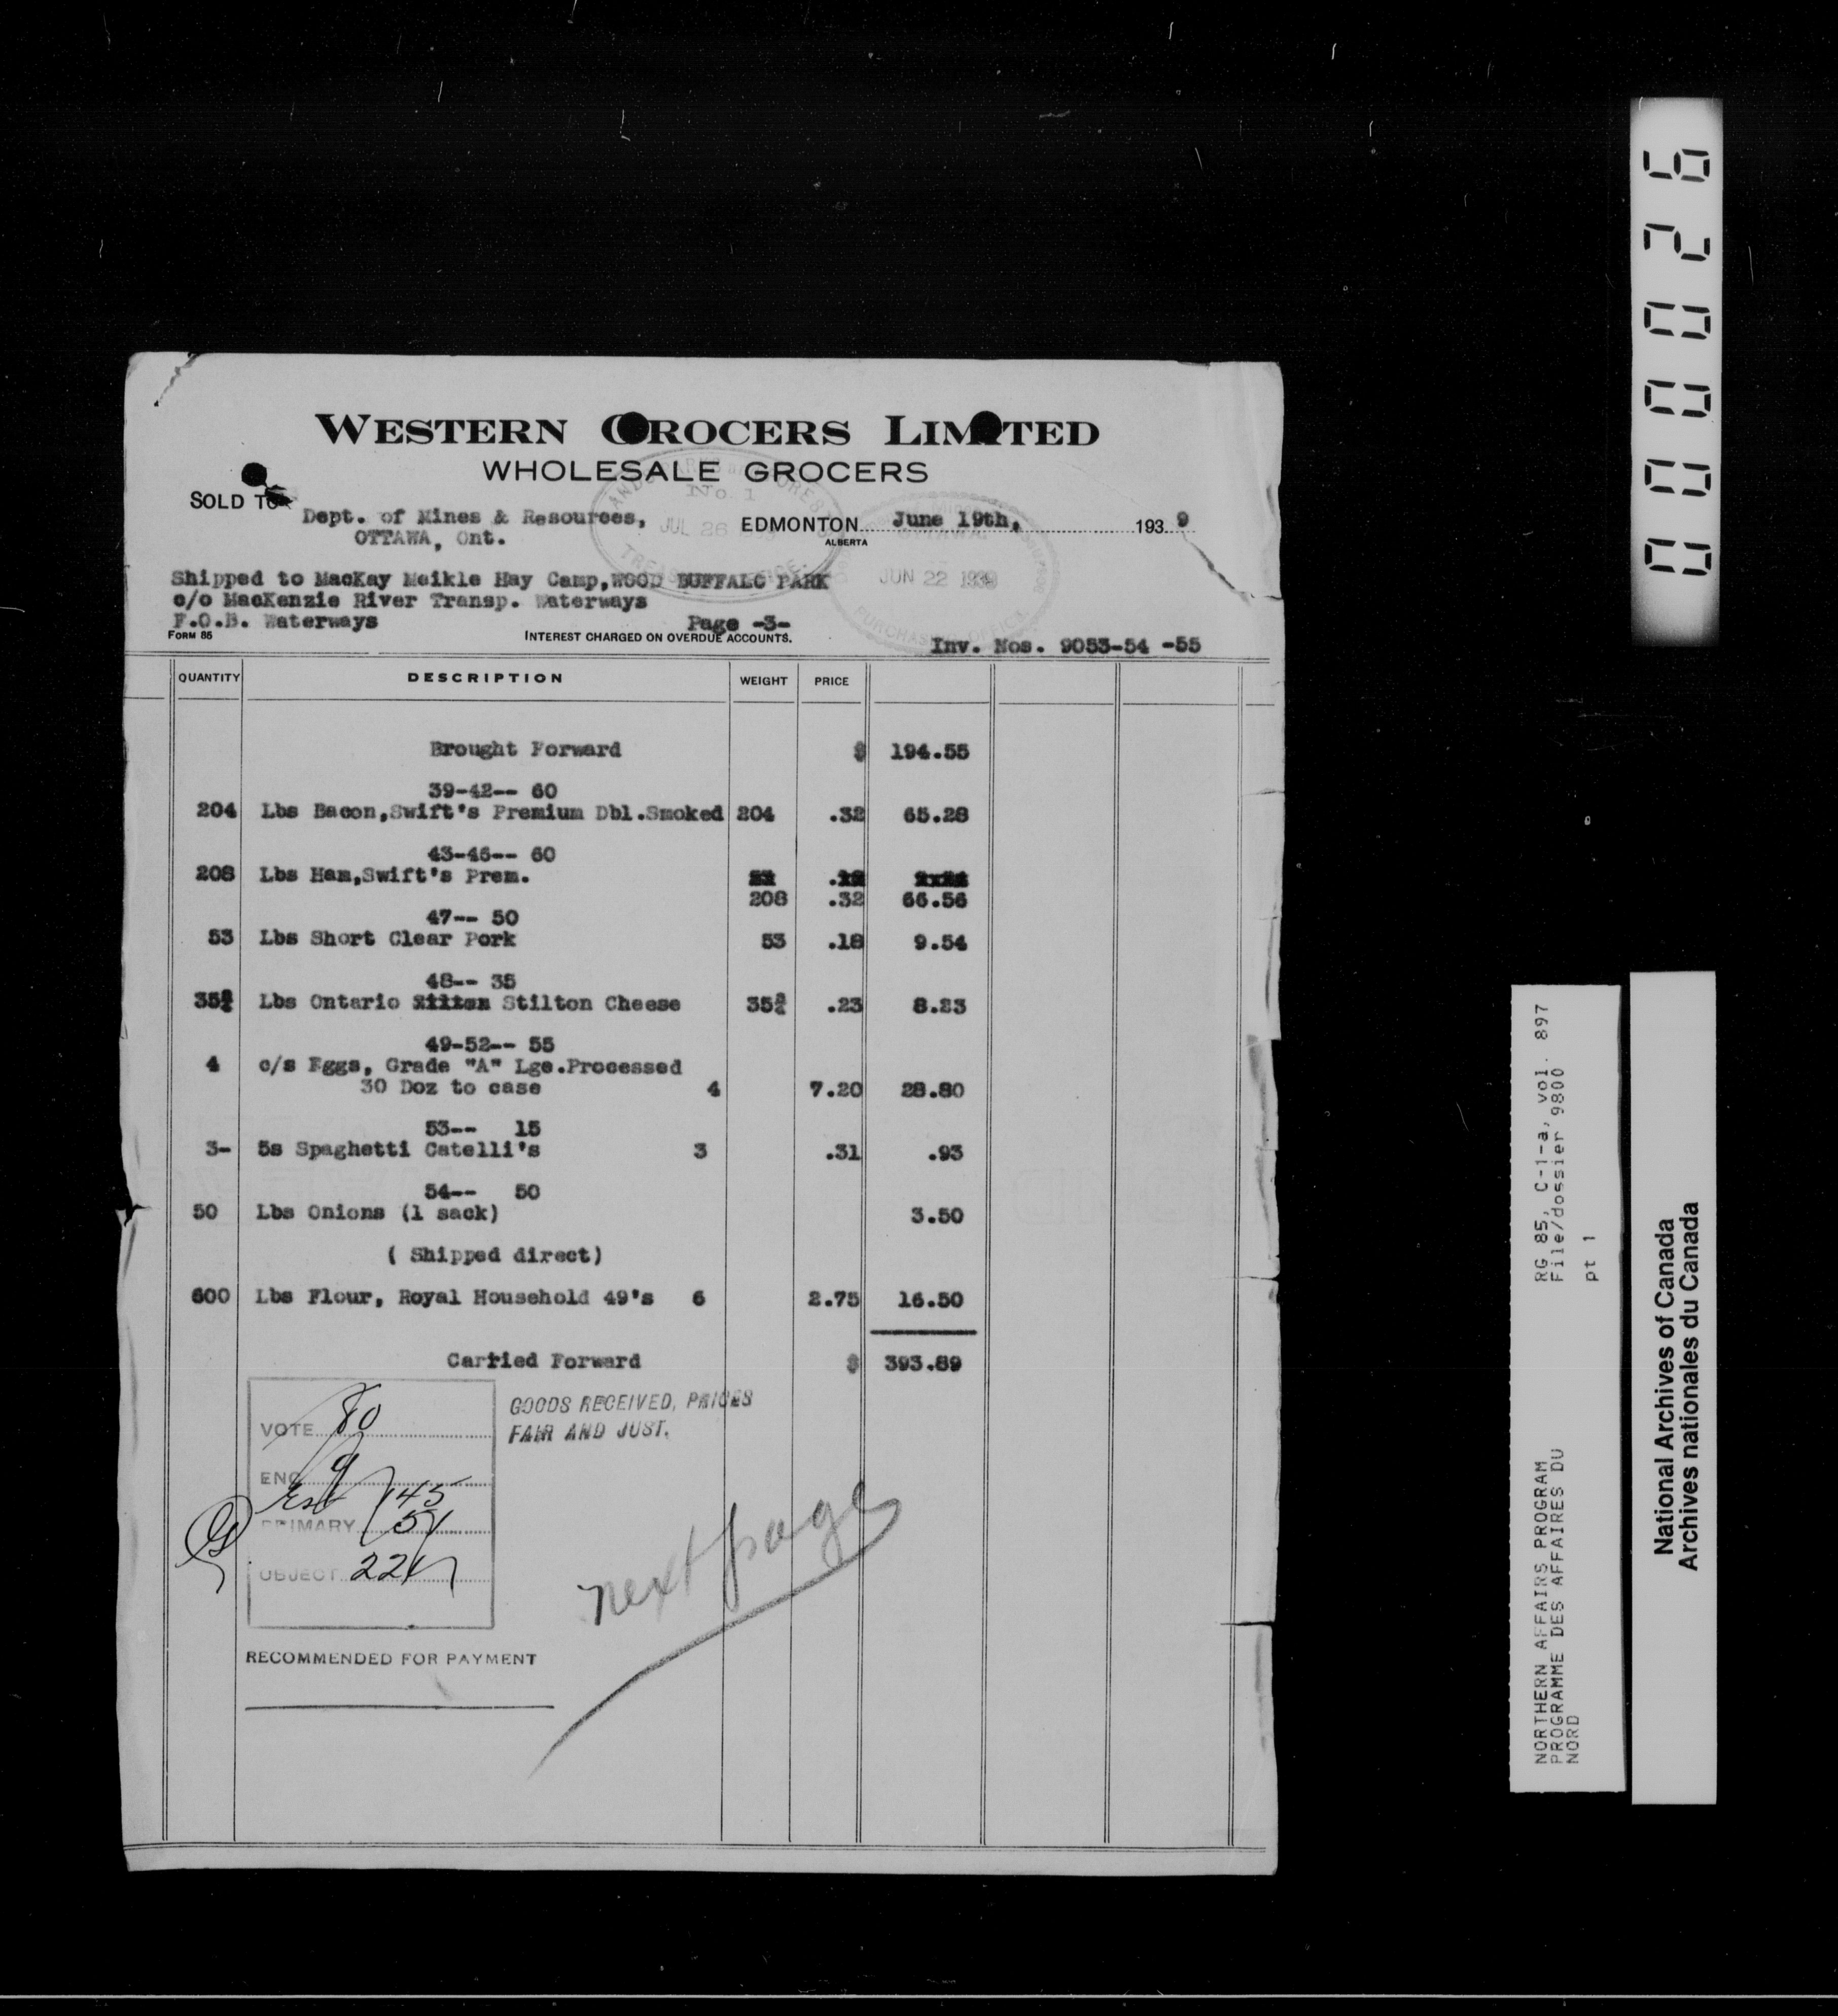 WESTERN GROCERS LIMITED
WHOLESALE GROCERS
SOLD TO
Dept. of Mines & Resources,
OTTAWA, Ont.
EDMONTON June 19th, 1939
ALBERTA
No. 1
JUL 26
JUN 22 1939
Shipped to MacKay Meikle Hay Camp, WOOD BUFFALO PARK
c/o MacKenzie River Transp. Waterways
F.O.B. Waterways Page -3-
FORM 86 INTEREST CHARGED ON OVERDUE ACCOUNTS.
Inv. Nos. 9053-54 -55
QUANTITY DESCRIPTION WEIGHT PRICE
Brought Forward $ 194.55
39-42-- 60
204 Lbs Bacon,Swift's Premium Dbl.Smoked 204 .32 65.28
43-46-- 60
208 Lbs Ham,Swift's Prem.
208 .32 66.56
47-- 50
53 Lbs Short Clear Pork 53 .18 9.54
48-- 35
35¾ Lbs Ontario Stilton Cheese 35¾ .23 8.23
49-52-- 55
4 c/s Eggs, Grade "A" Lge.Processed
30 Doz to case 4 7.20 28.80
53-- 15
3- 5s Spaghetti Catelli's 3 .31 .93
54-- 50
50 Lbs Onions (1 sack) 3.50
( Shipped direct)
600 Lbs Flour, Royal Household 49's 6 2.75 16.50
Carried Forward $ 393.89
GOODS RECEIVED, PRICES
FAIR AND JUST.
VOTE 80
ENC 9
PRIMARY
OBJECT
next page
RECOMMENDED FOR PAYMENT
000026
RG 85, C-1-a, vol. 897
File/dossier 9800
pt 1
NORTHERN AFFAIRS PROGRAM
PROGRAMME DES AFFAIRES DU
NORD
National Archives of Canada
Archives nationales du Canada